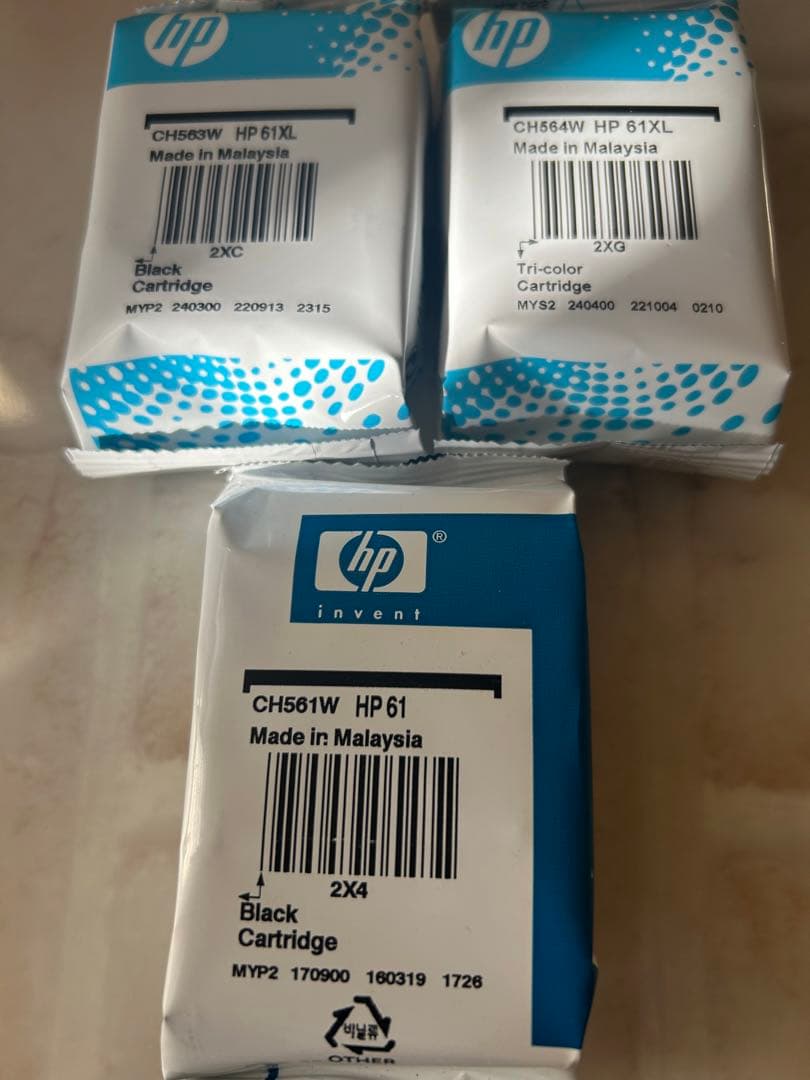 hp
CH563W HP 61XL
Made in Malaysia
2XC
Black
Cartridge
MYP2 240300 220913 2315
hp
CH564W HP 61XL
Made in Malaysia
2XG
Tri-color
Cartridge
MYS2 240400 221004 0210
hp®
invent
CH561W HP 61
Made in Malaysia
2X4
Black
Cartridge
MYP2 170900 160319 1726
비닐류
OTHER